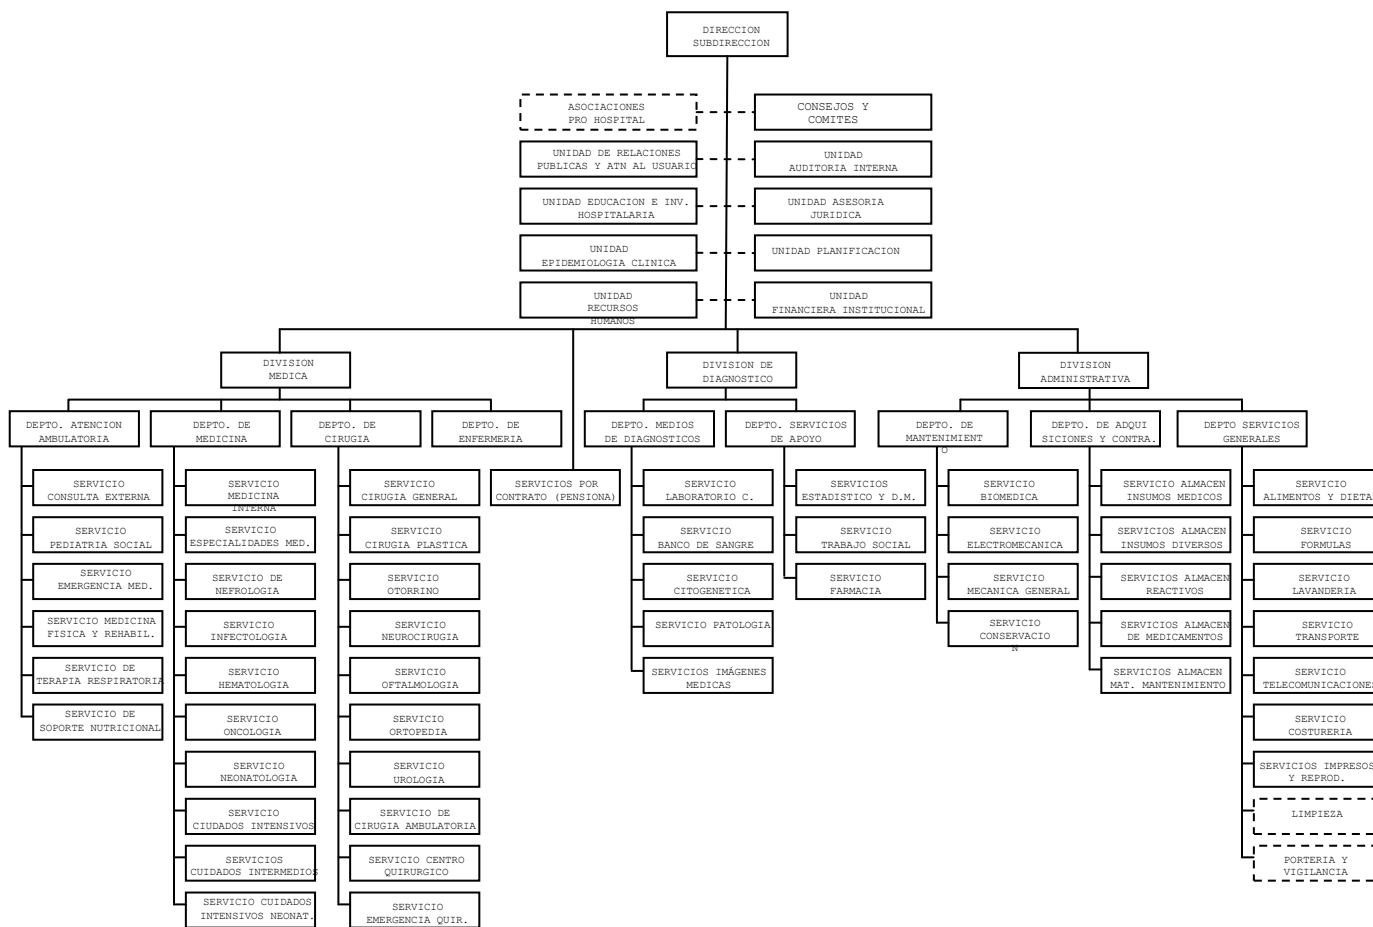 DIRECCION
SUBDIRECCION
ASOCIACIONES
PRO HOSPITAL
CONSEJOS Y
COMITES
UNIDAD DE RELACIONES
PUBLICAS Y ATN AL USUARIO
UNIDAD
AUDITORIA INTERNA
UNIDAD EDUCACION E INV.
HOSPITALARIA
UNIDAD ASESORIA
JURIDICA
UNIDAD
EPIDEMIOLOGIA CLINICA
UNIDAD PLANIFICACION
UNIDAD
RECURSOS
HUMANOS
UNIDAD
FINANCIERA INSTITUCIONAL
DIVISION
MEDICA
DIVISION DE
DIAGNOSTICO
DIVISION
ADMINISTRATIVA
DEPTO. ATENCION
AMBULATORIA
DEPTO. DE
MEDICINA
DEPTO. DE
CIRUGIA
DEPTO. DE
ENFERMERIA
DEPTO. MEDIOS
DE DIAGNOSTICOS
DEPTO. SERVICIOS
DE APOYO
DEPTO. DE
MANTENIMIENT
O
DEPTO. DE ADQUI
SICIONES Y CONTRA.
DEPTO SERVICIOS
GENERALES
SERVICIO
CONSULTA EXTERNA
SERVICIO
PEDIATRIA SOCIAL
SERVICIO
EMERGENCIA MED.
SERVICIO MEDICINA
FISICA Y REHABIL.
SERVICIO DE
TERAPIA RESPIRATORIA
SERVICIO DE
SOPORTE NUTRICIONAL
SERVICIO
MEDICINA
INTERNA
SERVICIO
ESPECIALIDADES MED.
SERVICIO DE
NEFROLOGIA
SERVICIO
INFECTOLOGIA
SERVICIO
HEMATOLOGIA
SERVICIO
ONCOLOGIA
SERVICIO
NEONATOLOGIA
SERVICIO
CIUDADOS INTENSIVOS
SERVICIOS
CUIDADOS INTERMEDIOS
SERVICIO CUIDADOS
INTENSIVOS NEONAT.
SERVICIO
CIRUGIA GENERAL
SERVICIO
CIRUGIA PLASTICA
SERVICIO
OTORRINO
SERVICIO
NEUROCIRUGIA
SERVICIO
OFTALMOLOGIA
SERVICIO
ORTOPEDIA
SERVICIO
UROLOGIA
SERVICIO DE
CIRUGIA AMBULATORIA
SERVICIO CENTRO
QUIRURGICO
SERVICIO
EMERGENCIA QUIR.
SERVICIOS POR
CONTRATO (PENSIONA)
SERVICIO
LABORATORIO C.
SERVICIO
BANCO DE SANGRE
SERVICIO
CITOGENETICA
SERVICIO PATOLOGIA
SERVICIOS IMÁGENES
MEDICAS
SERVICIOS
ESTADISTICO Y D.M.
SERVICIO
TRABAJO SOCIAL
SERVICIO
FARMACIA
SERVICIO
BIOMEDICA
SERVICIO
ELECTROMECANICA
SERVICIO
MECANICA GENERAL
SERVICIO
CONSERVACIO
N
SERVICIO ALMACEN
INSUMOS MEDICOS
SERVICIOS ALMACEN
INSUMOS DIVERSOS
SERVICIOS ALMACEN
REACTIVOS
SERVICIOS ALMACEN
DE MEDICAMENTOS
SERVICIOS ALMACEN
MAT. MANTENIMIENTO
SERVICIO
ALIMENTOS Y DIETAS
SERVICIO
FORMULAS
SERVICIO
LAVANDERIA
SERVICIO
TRANSPORTE
SERVICIO
TELECOMUNICACIONES
SERVICIO
COSTURERIA
SERVICIOS IMPRESOS
Y REPROD.
LIMPIEZA
PORTERIA Y
VIGILANCIA